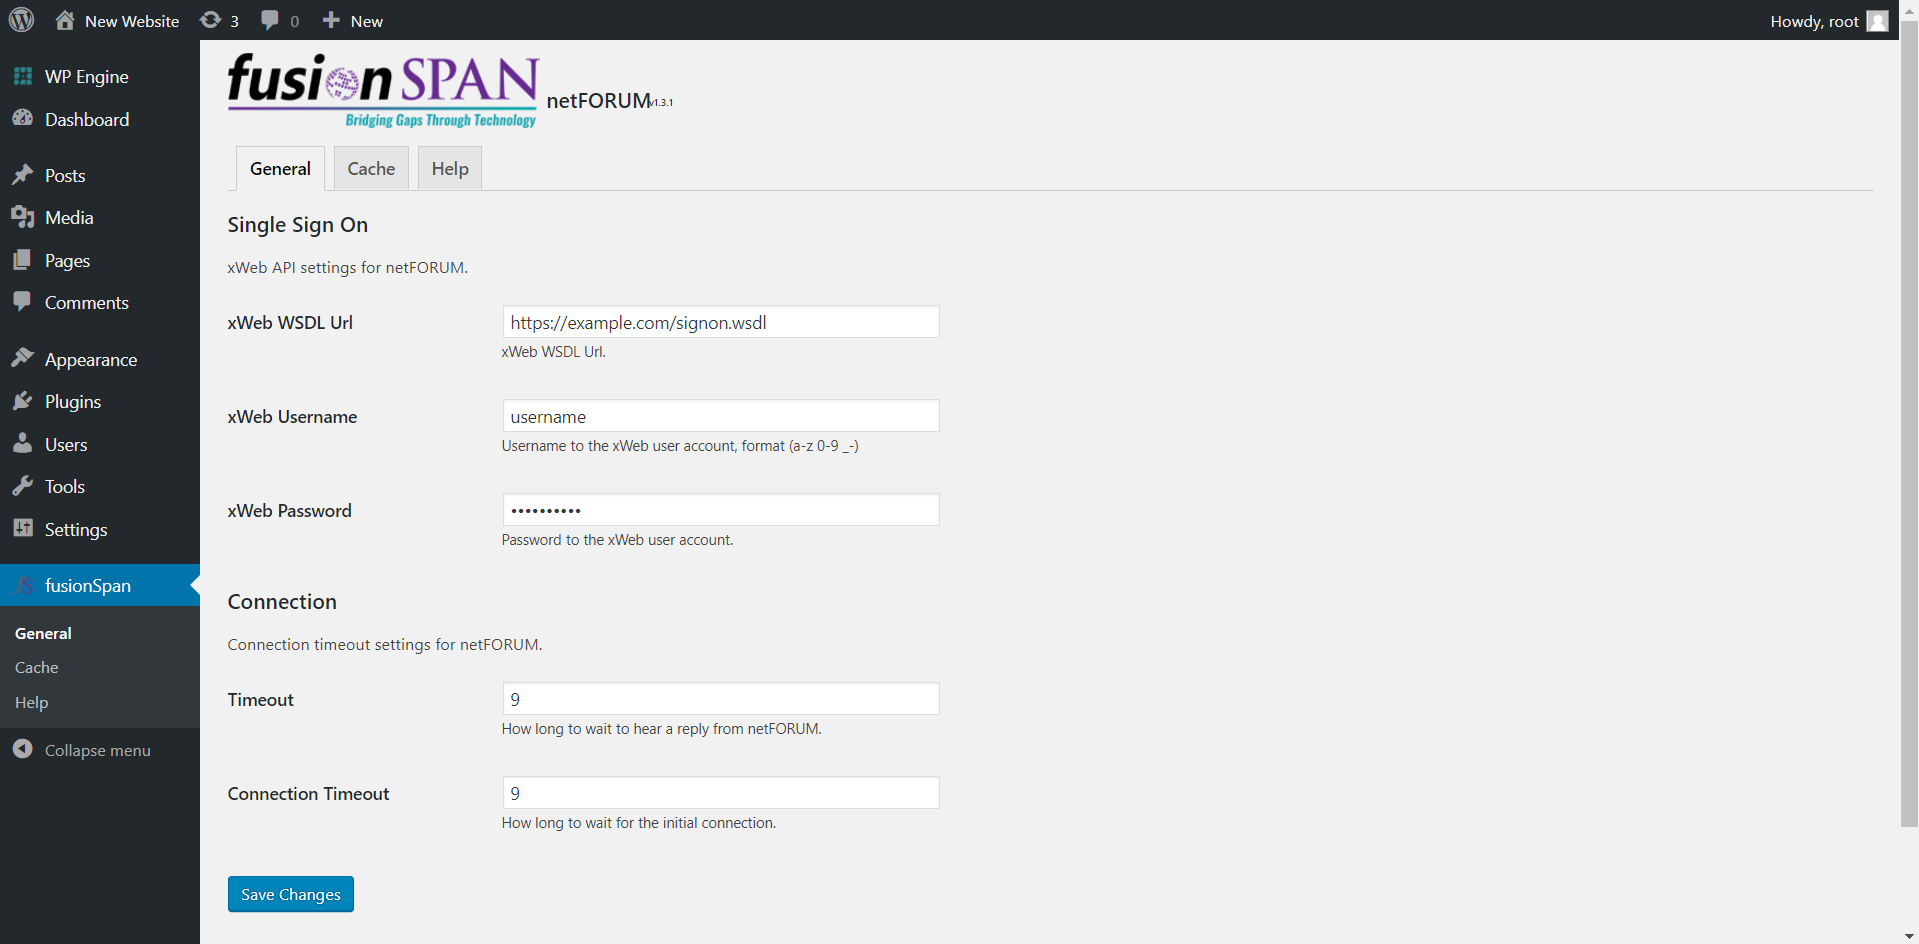 New Website
3
0
New
Howdy, root
WP Engine
Dashboard
Posts
Media
Pages
Comments
Appearance
Plugins
Users
Tools
Settings
fS fusionSpan
General
Cache
Help
Collapse menu
fusion SPAN
Bridging Gaps Through Technology
netFORUM v1.3.1
General
Cache
Help
Single Sign On
xWeb API settings for netFORUM.
xWeb WSDL Url
https://example.com/signon.wsdl
xWeb WSDL Url.
xWeb Username
username
Username to the xWeb user account, format (a-z 0-9 _-)
xWeb Password
••••••••••
Password to the xWeb user account.
Connection
Connection timeout settings for netFORUM.
Timeout
9
How long to wait to hear a reply from netFORUM.
Connection Timeout
9
How long to wait for the initial connection.
Save Changes